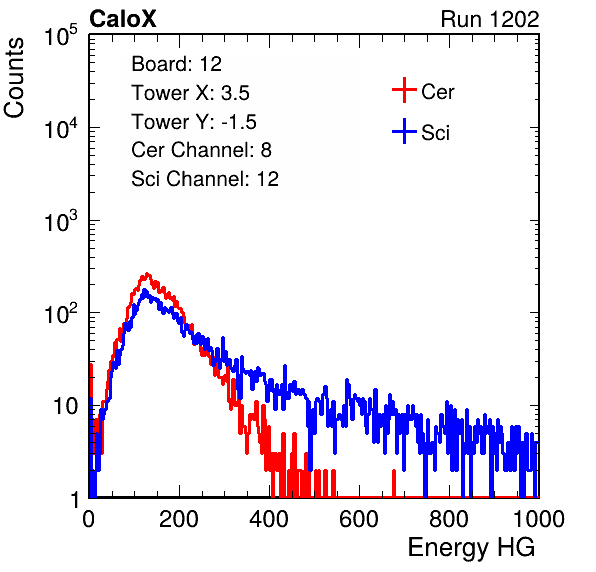 CaloX Run 1202
Counts
Board: 12
Tower X: 3.5
Tower Y: -1.5
Cer Channel: 8
Sci Channel: 12
Cer
Sci
10^5
10^4
10^3
10^2
10
1
0 200 400 600 800 1000
Energy HG